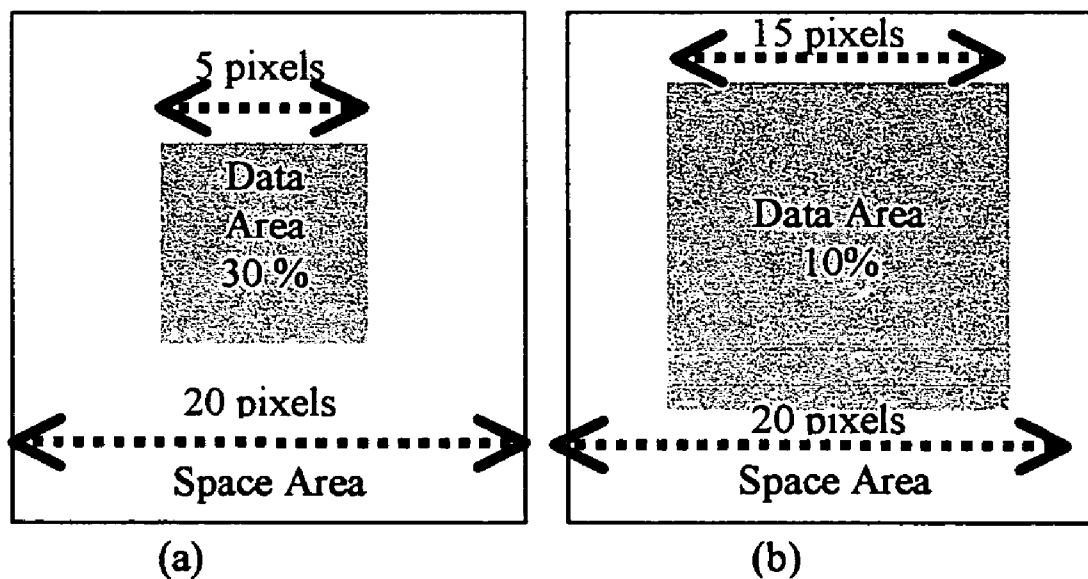 5 pixels
Data
Area
30 %
20 pixels
Space Area
(a)
15 pixels
Data Area
10%
20 pixels
Space Area
(b)